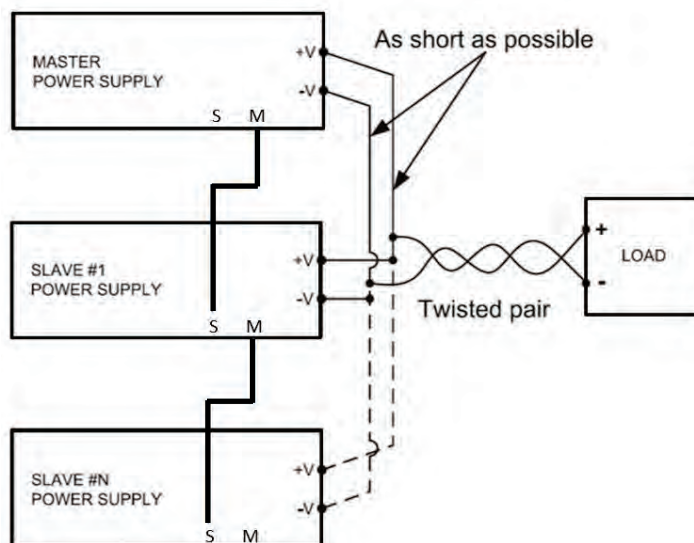 MASTER
POWER SUPPLY
+V
-V
S M
As short as possible
SLAVE #1
POWER SUPPLY
+V
-V
S M
+
-
LOAD
Twisted pair
SLAVE #N
POWER SUPPLY
+V
-V
S M